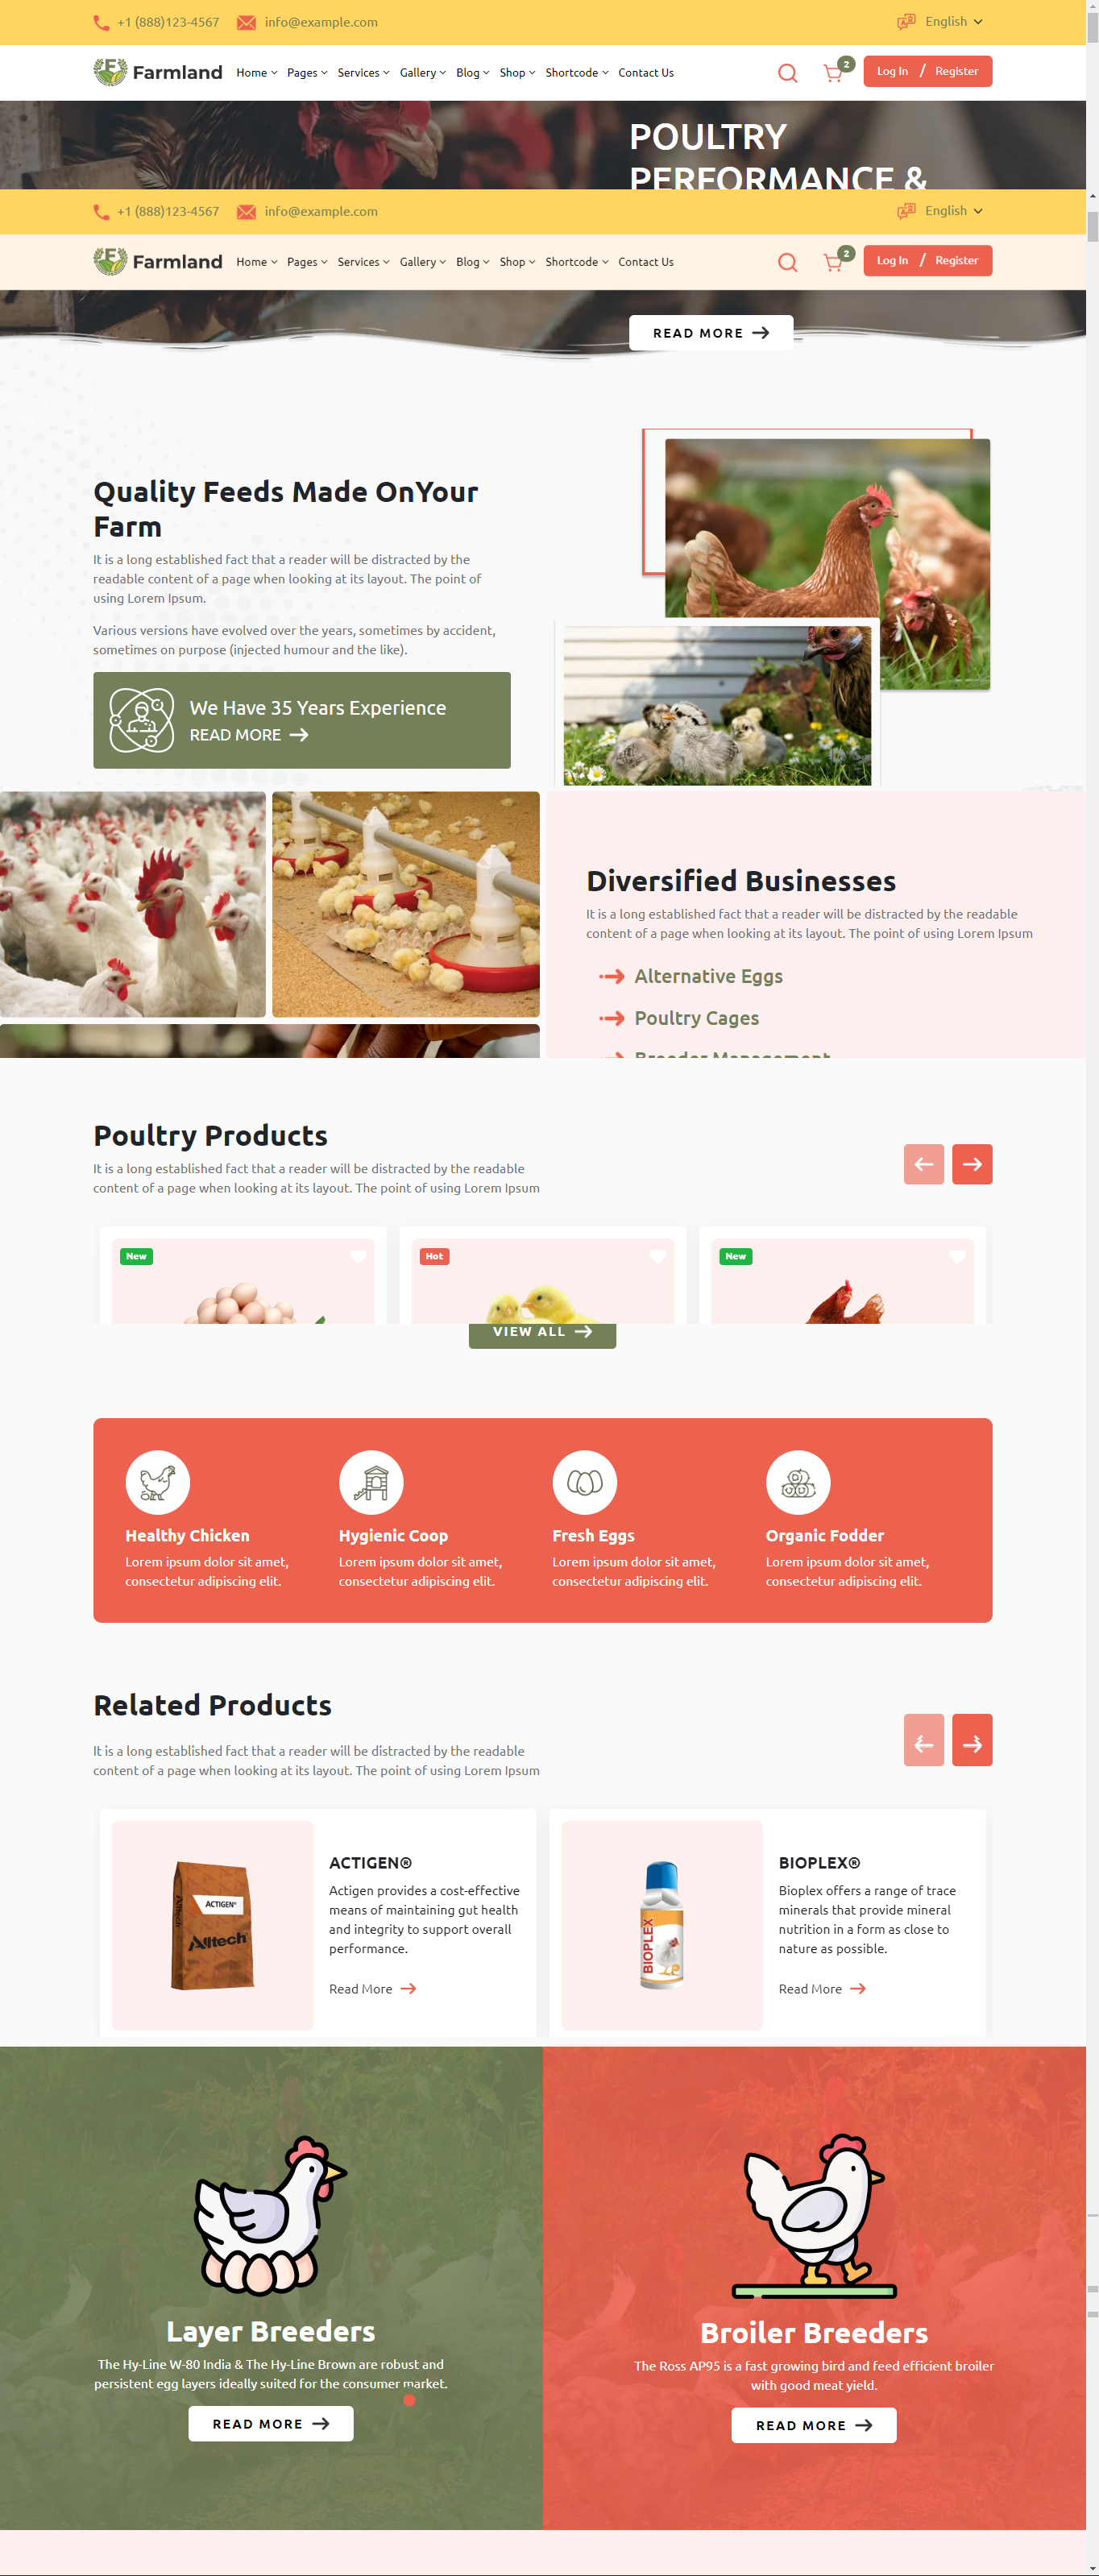 +1 (888)123-4567 info@example.com English
Farmland Home Pages Services Gallery Blog Shop Shortcode Contact Us 2 Log In / Register
POULTRY
PERFORMANCE &
+1 (888)123-4567 info@example.com English
Farmland Home Pages Services Gallery Blog Shop Shortcode Contact Us 2 Log In / Register
READ MORE
Quality Feeds Made OnYour
Farm
It is a long established fact that a reader will be distracted by the
readable content of a page when looking at its layout. The point of
using Lorem Ipsum.
Various versions have evolved over the years, sometimes by accident,
sometimes on purpose (injected humour and the like).
We Have 35 Years Experience
READ MORE
Diversified Businesses
It is a long established fact that a reader will be distracted by the readable
content of a page when looking at its layout. The point of using Lorem Ipsum
Alternative Eggs
Poultry Cages
Breeder Management
Poultry Products
It is a long established fact that a reader will be distracted by the readable
content of a page when looking at its layout. The point of using Lorem Ipsum
New
Hot
New
VIEW ALL
Healthy Chicken
Lorem ipsum dolor sit amet,
consectetur adipiscing elit.
Hygienic Coop
Lorem ipsum dolor sit amet,
consectetur adipiscing elit.
Fresh Eggs
Lorem ipsum dolor sit amet,
consectetur adipiscing elit.
Organic Fodder
Lorem ipsum dolor sit amet,
consectetur adipiscing elit.
Related Products
It is a long established fact that a reader will be distracted by the readable
content of a page when looking at its layout. The point of using Lorem Ipsum
ACTIGEN®
Alltech
Alltech
ACTIGEN®
Actigen provides a cost-effective
means of maintaining gut health
and integrity to support overall
performance.
Read More
BIOPLEX
BIOPLEX®
Bioplex offers a range of trace
minerals that provide mineral
nutrition in a form as close to
nature as possible.
Read More
Layer Breeders
The Hy-Line W-80 India & The Hy-Line Brown are robust and
persistent egg layers ideally suited for the consumer market.
READ MORE
Broiler Breeders
The Ross AP95 is a fast growing bird and feed efficient broiler
with good meat yield.
READ MORE